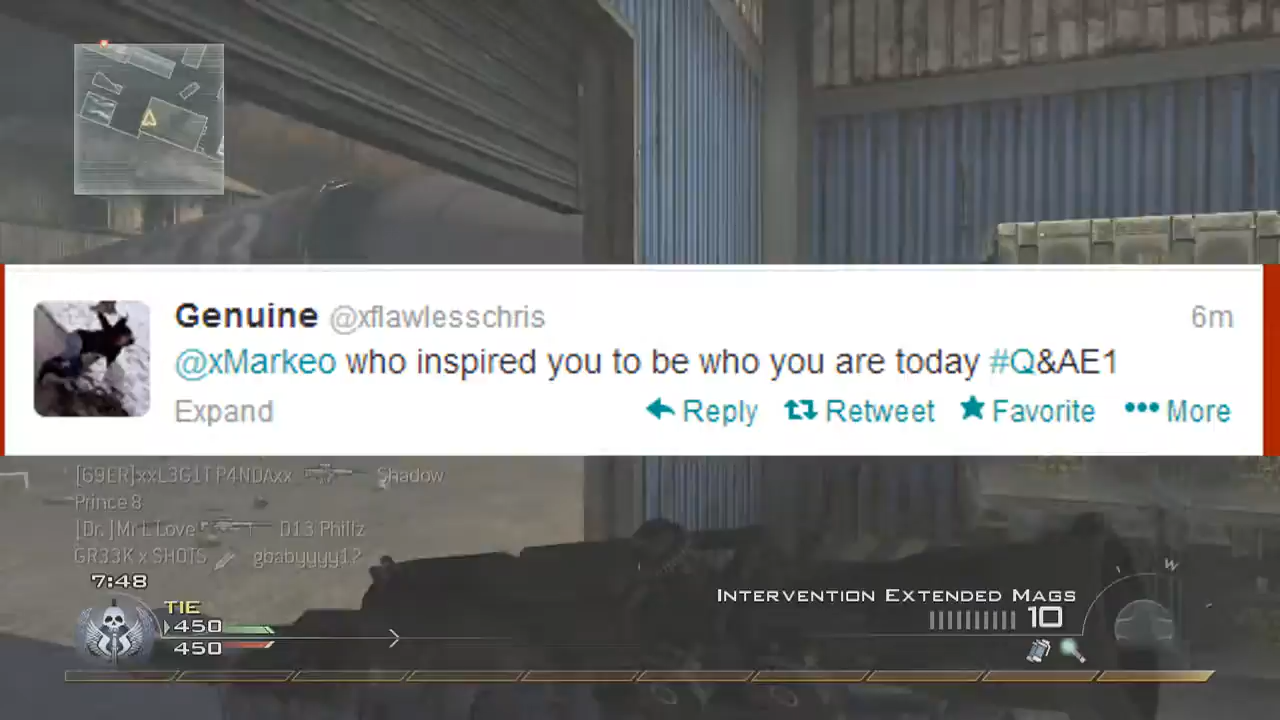 Genuine @xflawlesschris 6m
@xMarkeo who inspired you to be who you are today #Q&AE1
Expand Reply Retweet Favorite More
[G9ER]xxL3G1TP4NDAxx Shadow
Prince 8
[Dr. ]Mr L Love D13 Phillz
GR33K x SHOTS gbabyyyy12
7:48
TIE
450
450
Intervention Extended Mags
10
W